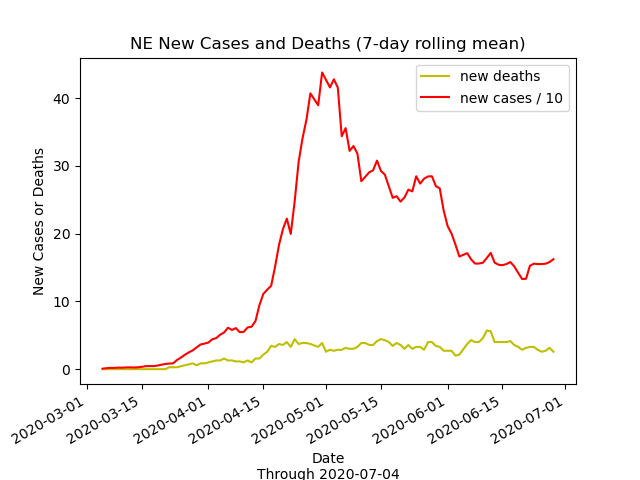 NE New Cases and Deaths (7-day rolling mean)
new deaths
new cases / 10
40
30
20
10
0
New Cases or Deaths
2020-03-01
2020-03-15
2020-04-01
2020-04-15
2020-05-01
2020-05-15
2020-06-01
2020-06-15
2020-07-01
Date
Through 2020-07-04